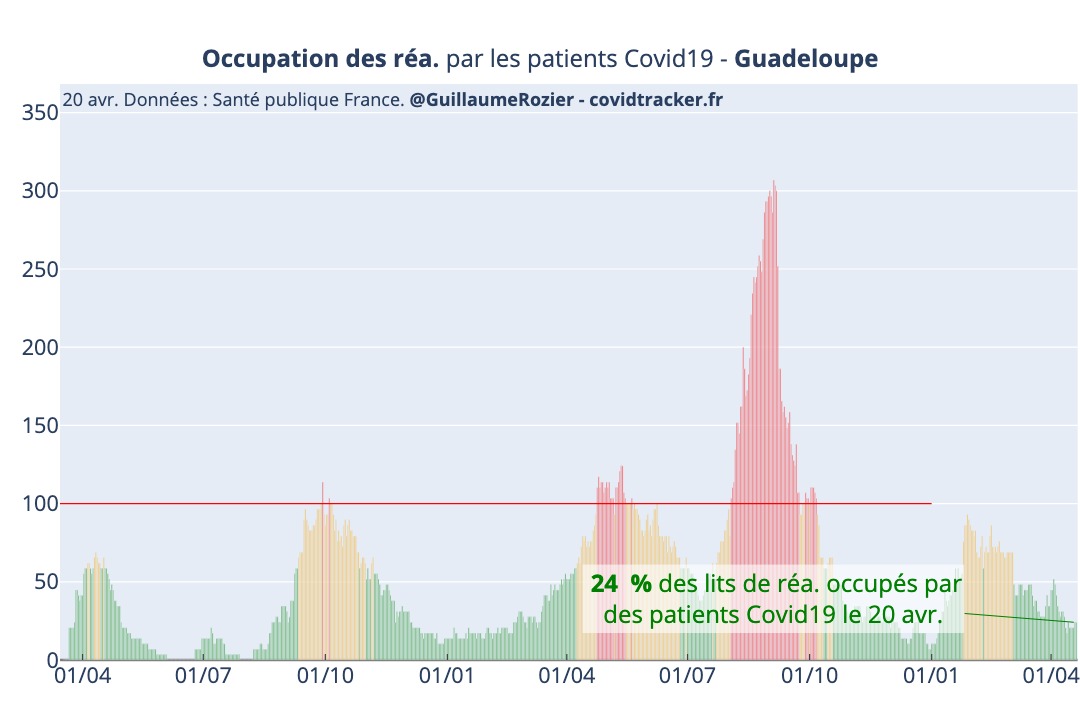 Occupation des réa. par les patients Covid19 - Guadeloupe
20 avr. Données : Santé publique France. @GuillaumeRozier - covidtracker.fr
350
300
250
200
150
100
50
0
24 % des lits de réa. occupés par
des patients Covid19 le 20 avr.
01/04 01/07 01/10 01/01 01/04 01/07 01/10 01/01 01/04